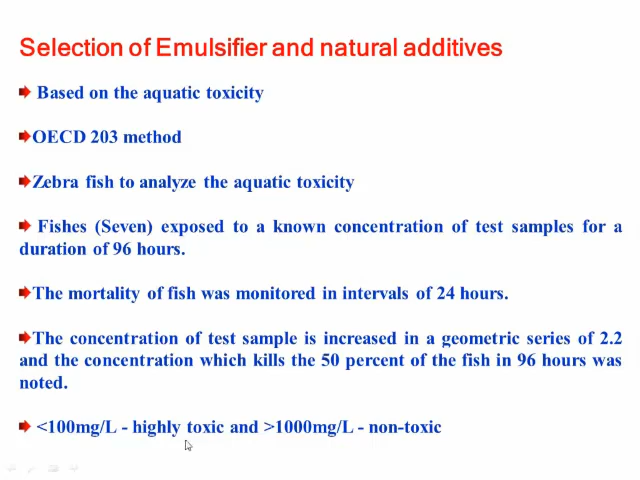 Selection of Emulsifier and natural additives
Based on the aquatic toxicity
OECD 203 method
Zebra fish to analyze the aquatic toxicity
Fishes (Seven) exposed to a known concentration of test samples for a
duration of 96 hours.
The mortality of fish was monitored in intervals of 24 hours.
The concentration of test sample is increased in a geometric series of 2.2
and the concentration which kills the 50 percent of the fish in 96 hours was
noted.
<100mg/L - highly toxic and >1000mg/L - non-toxic